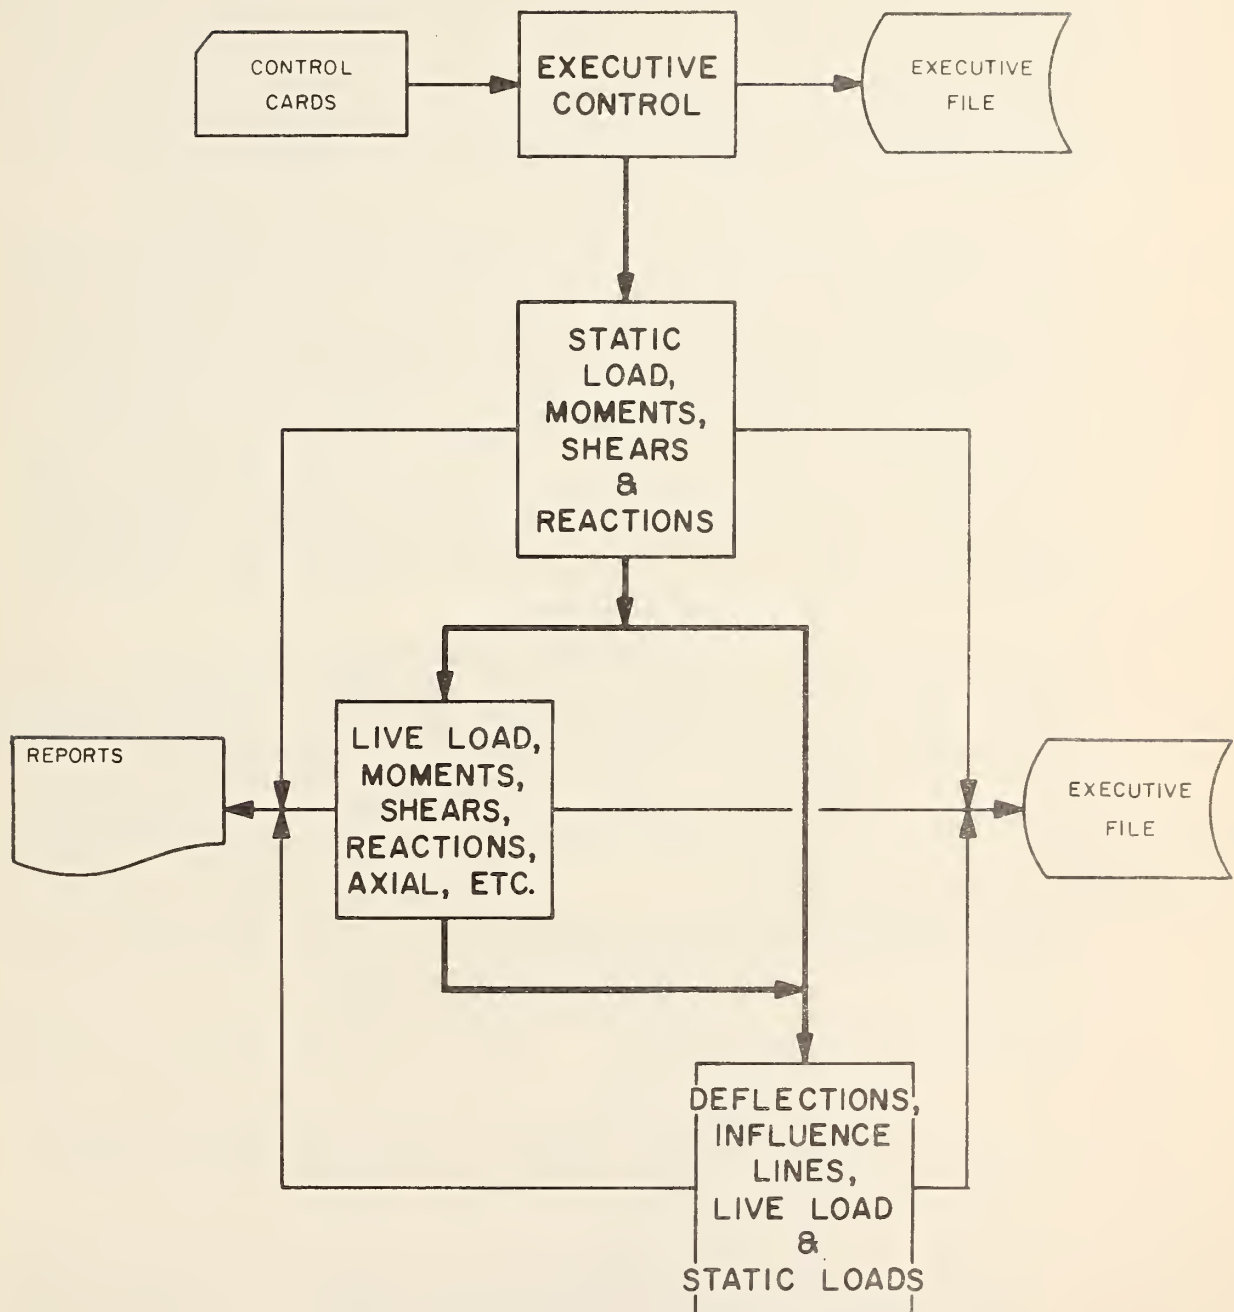 CONTROL
CARDS
EXECUTIVE
CONTROL
EXECUTIVE
FILE
STATIC
LOAD,
MOMENTS,
SHEARS
&
REACTIONS
REPORTS
LIVE LOAD,
MOMENTS,
SHEARS,
REACTIONS,
AXIAL, ETC.
EXECUTIVE
FILE
DEFLECTIONS,
INFLUENCE
LINES,
LIVE LOAD
&
STATIC LOADS